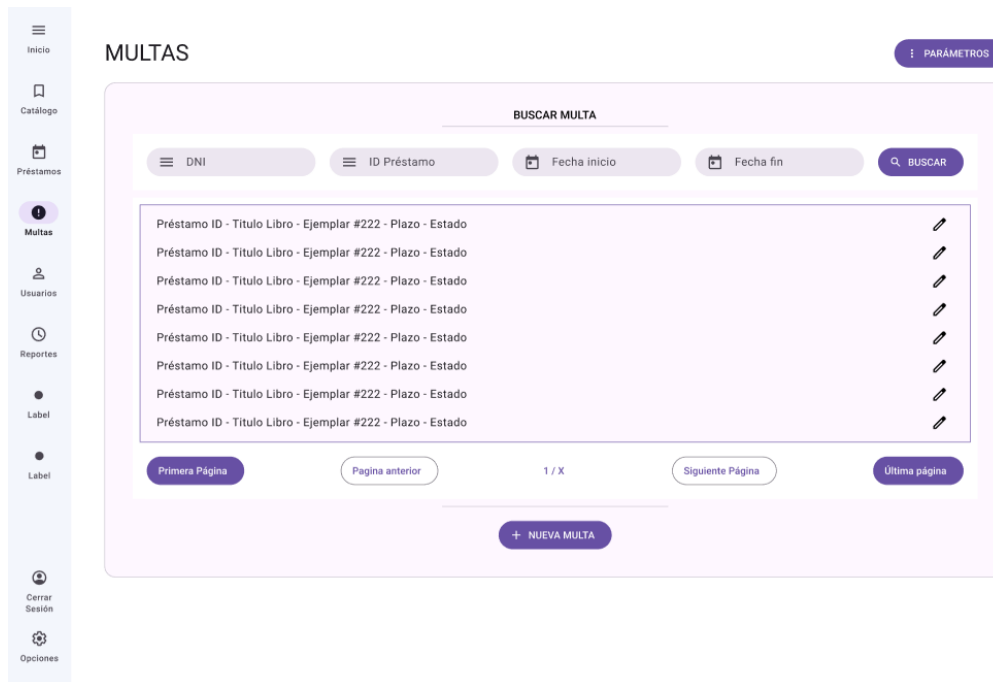 Inicio
Catálogo
Préstamos
Multas
Usuarios
Reportes
Label
Label
Cerrar
Sesión
Opciones
MULTAS
PARÁMETROS
BUSCAR MULTA
DNI
ID Préstamo
Fecha inicio
Fecha fin
BUSCAR
Préstamo ID - Titulo Libro - Ejemplar #222 - Plazo - Estado
Préstamo ID - Titulo Libro - Ejemplar #222 - Plazo - Estado
Préstamo ID - Titulo Libro - Ejemplar #222 - Plazo - Estado
Préstamo ID - Titulo Libro - Ejemplar #222 - Plazo - Estado
Préstamo ID - Titulo Libro - Ejemplar #222 - Plazo - Estado
Préstamo ID - Titulo Libro - Ejemplar #222 - Plazo - Estado
Préstamo ID - Titulo Libro - Ejemplar #222 - Plazo - Estado
Préstamo ID - Titulo Libro - Ejemplar #222 - Plazo - Estado
Primera Página
Pagina anterior
1 / X
Siguiente Página
Última página
+ NUEVA MULTA